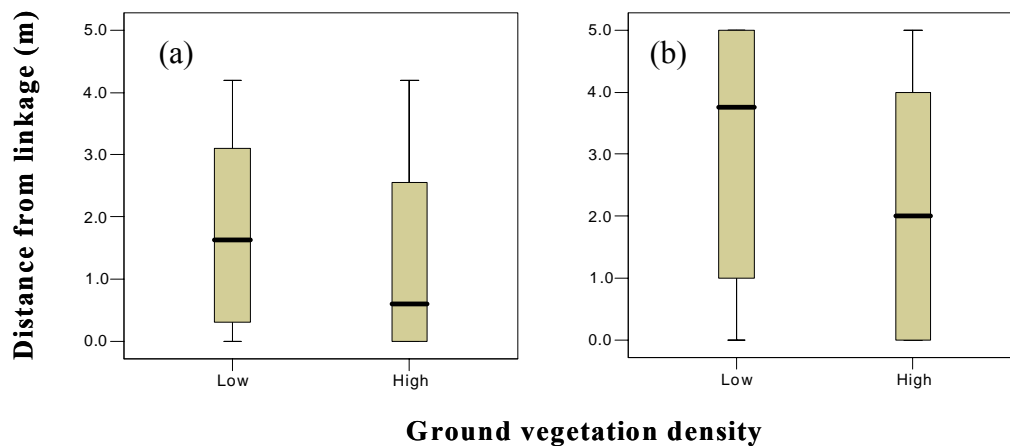 Distance from linkage (m)
(a)
5.0
4.0
3.0
2.0
1.0
0.0
Low
High
(b)
5.0
4.0
3.0
2.0
1.0
0.0
Low
High
Ground vegetation density